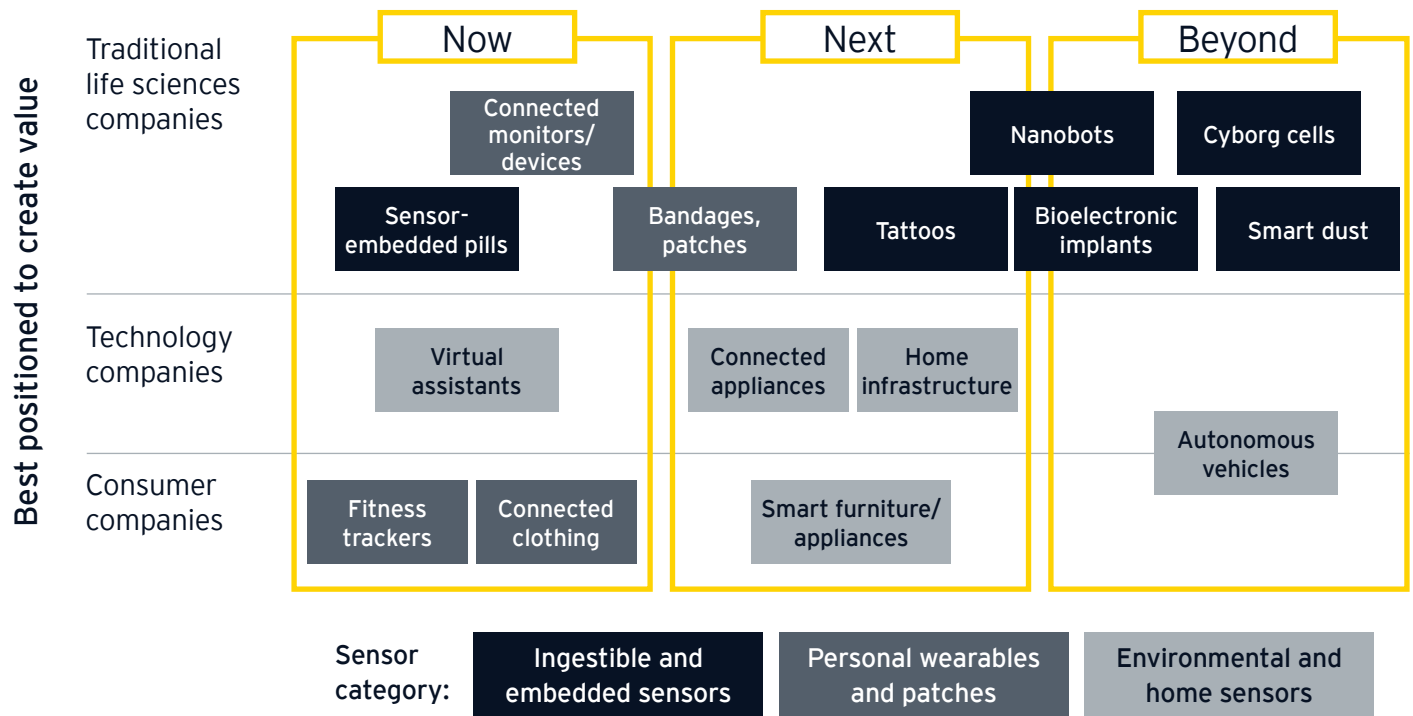 Best positioned to create value
Now
Next
Beyond
Traditional
life sciences
companies
Connected
monitors/
devices
Nanobots
Cyborg cells
Sensor-
embedded pills
Bandages,
patches
Tattoos
Bioelectronic
implants
Smart dust
Technology
companies
Virtual
assistants
Connected
appliances
Home
infrastructure
Autonomous
vehicles
Consumer
companies
Fitness
trackers
Connected
clothing
Smart furniture/
appliances
Sensor
category:
Ingestible and
embedded sensors
Personal wearables
and patches
Environmental and
home sensors